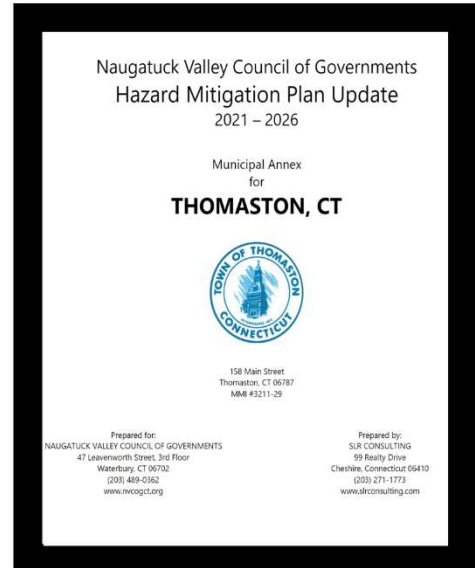 Naugatuck Valley Council of Governments
Hazard Mitigation Plan Update
2021 – 2026
Municipal Annex
for
THOMASTON, CT
TOWN OF THOMASTON
CONNECTICUT
158 Main Street
Thomaston, CT 06787
MMI #3211-29
Prepared for:
NAUGATUCK VALLEY COUNCIL OF GOVERNMENTS
47 Leavenworth Street, 3rd Floor
Waterbury, CT 06702
(203) 489-0362
www.nvcogct.org
Prepared by:
SLR CONSULTING
99 Realty Drive
Cheshire, Connecticut 06410
(203) 271-1773
www.slrconsulting.com